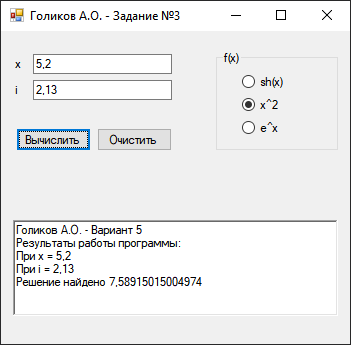 Голиков А.О. - Задание №3
x 5,2
i 2,13
f(x)
sh(x)
x^2
e^x
Вычислить Очистить
Голиков А.О. - Вариант 5
Результаты работы программы:
При x = 5,2
При i = 2,13
Решение найдено 7,58915015004974